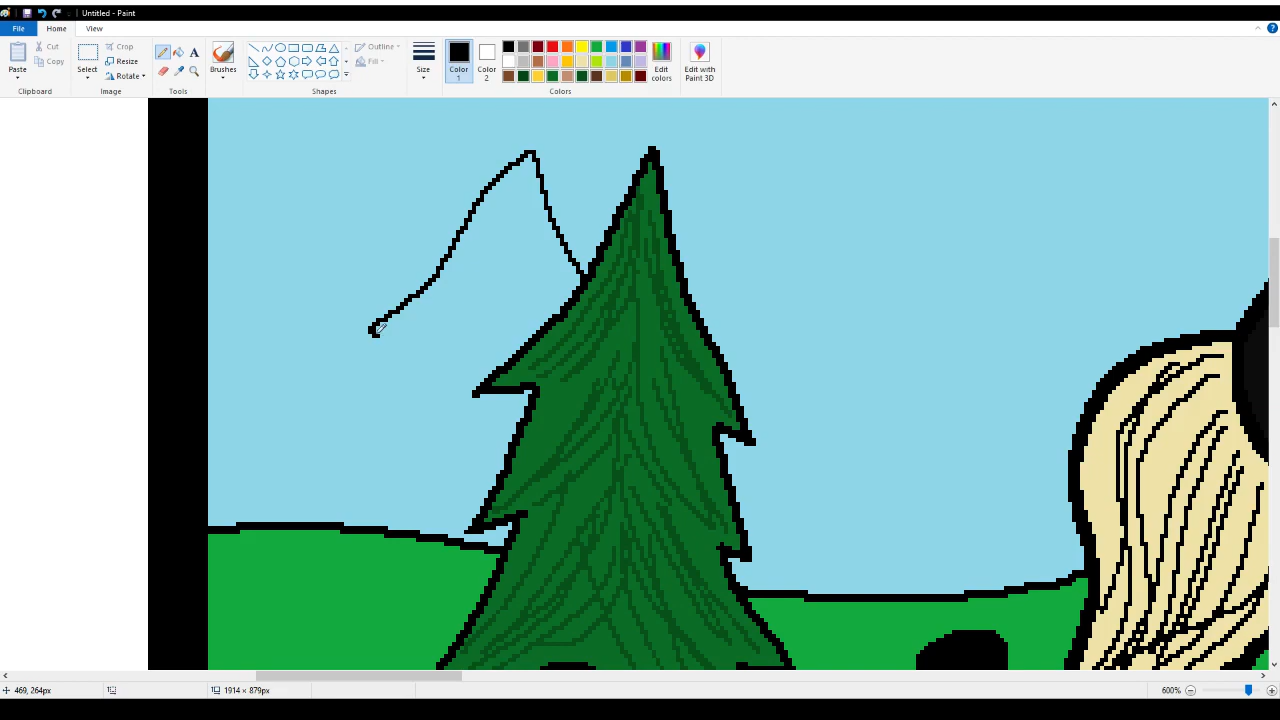 Untitled - Paint
File Home View
Paste
Cut
Copy
Clipboard
Select
Crop
Resize
Rotate
Image
A
Tools
Brushes
Outline
Fill
Shapes
Size
Color 1
Color 2
Edit colors
Colors
Edit with Paint 3D
469, 264px
1914 × 879px
600%